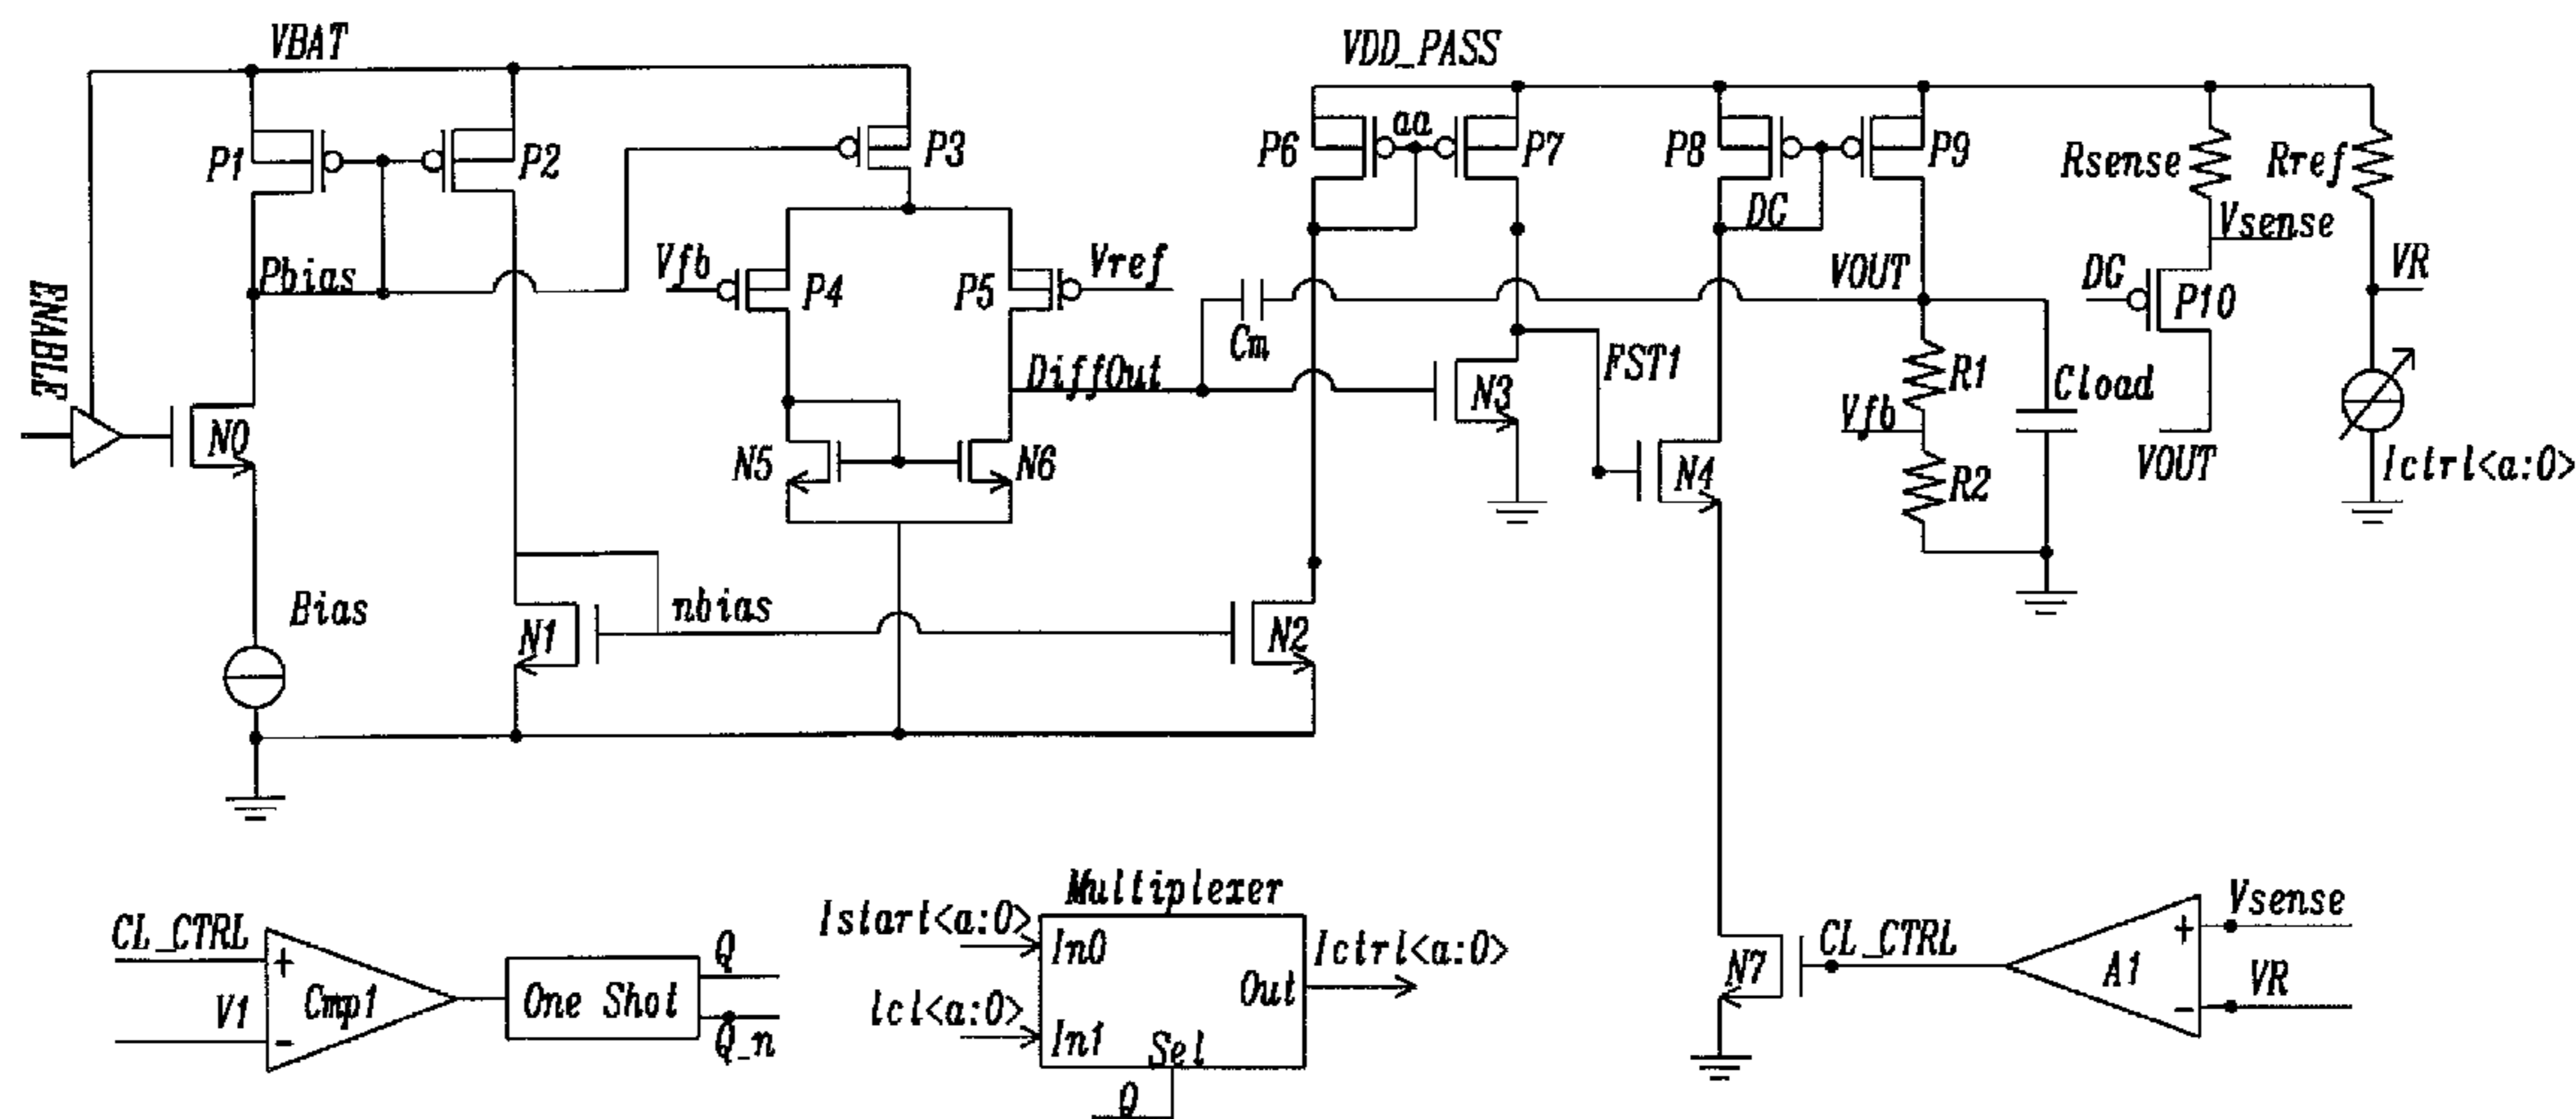 VBAT
VDD_PASS
P1
P2
P3
P6
aa
P7
P8
P9
Rsense
Rref
DG
Vsense
Pbias
Vfb
P4
P5
Vref
VOUT
DG
P10
VR
ENABLE
Cm
DiffOut
FST1
R1
Cload
N0
N3
Vfb
N5
N6
N4
R2
VOUT
Ictrl<a:0>
Bias
nbias
N1
N2
CL_CTRL
V1
+
-
Cmp1
One Shot
Q
Q_n
Multiplexer
Istart<a:0>
In0
Icl<a:0>
In1
Sel
Out
Ictrl<a:0>
Q
N7
CL_CTRL
A1
+
-
Vsense
VR